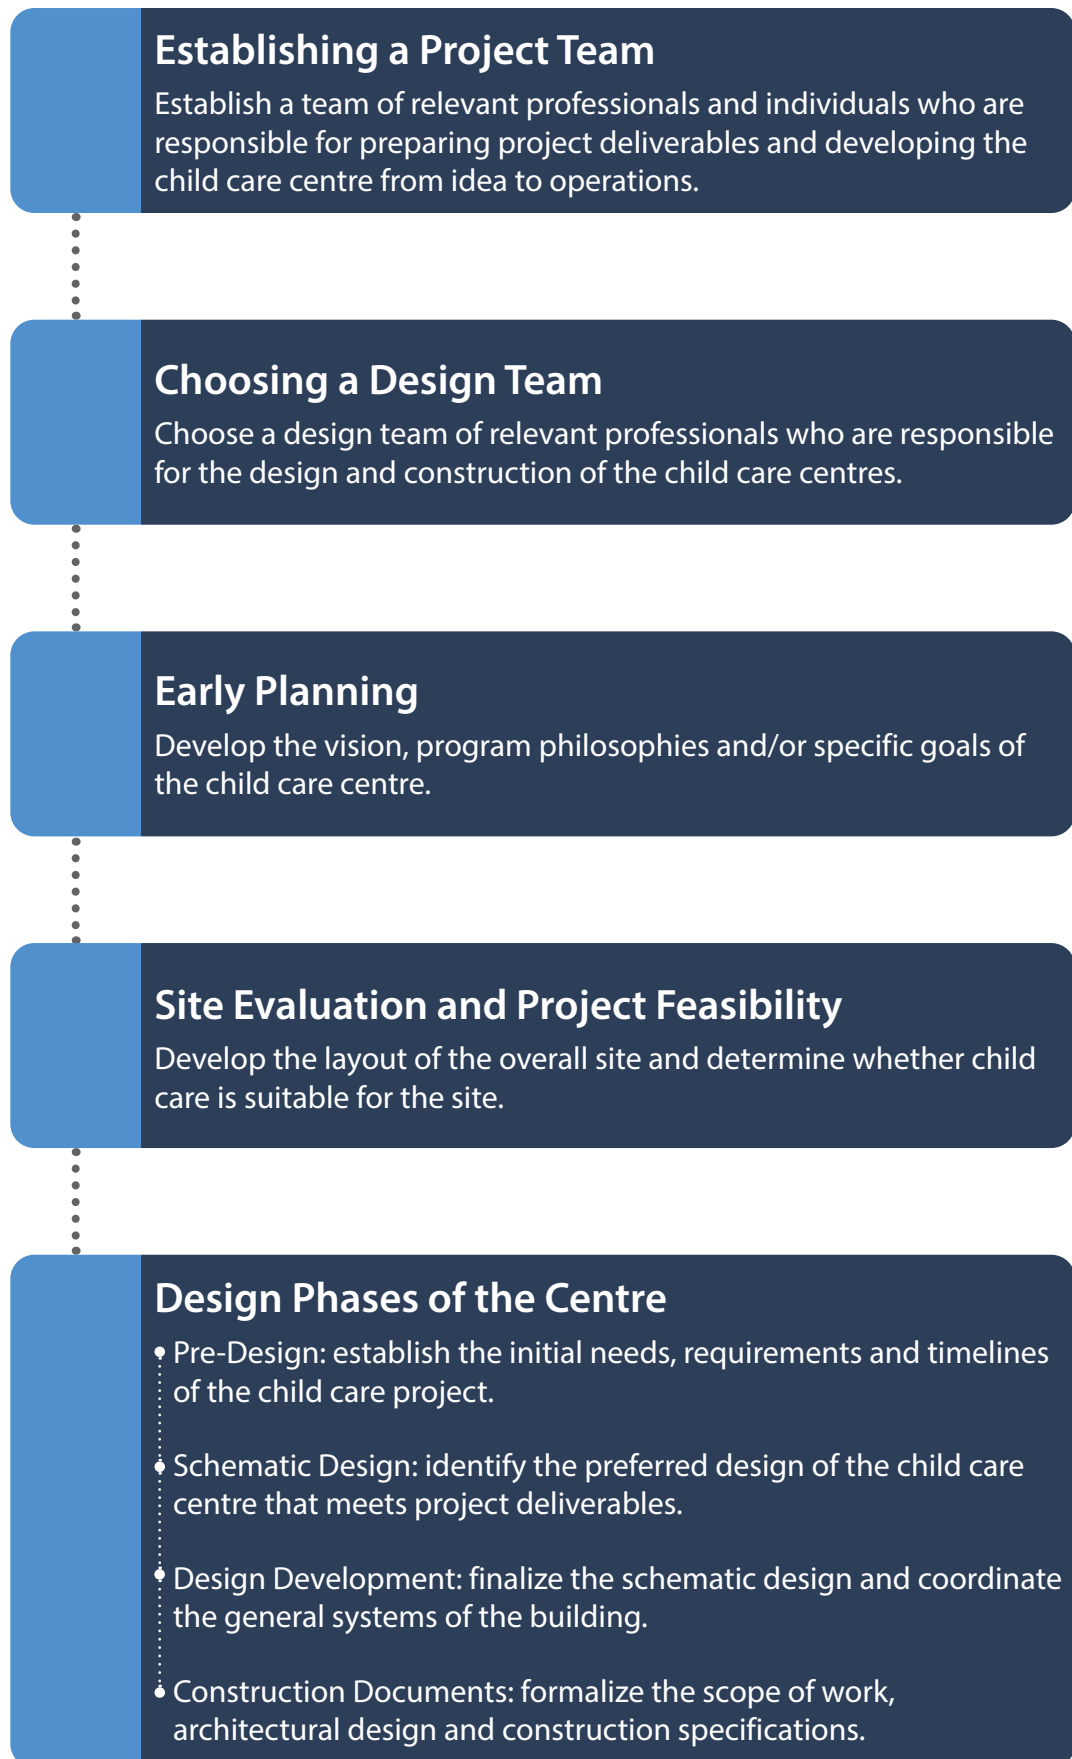 Establishing a Project Team
Establish a team of relevant professionals and individuals who are
responsible for preparing project deliverables and developing the
child care centre from idea to operations.
Choosing a Design Team
Choose a design team of relevant professionals who are responsible
for the design and construction of the child care centres.
Early Planning
Develop the vision, program philosophies and/or specific goals of
the child care centre.
Site Evaluation and Project Feasibility
Develop the layout of the overall site and determine whether child
care is suitable for the site.
Design Phases of the Centre
Pre-Design: establish the initial needs, requirements and timelines
of the child care project.
Schematic Design: identify the preferred design of the child care
centre that meets project deliverables.
Design Development: finalize the schematic design and coordinate
the general systems of the building.
Construction Documents: formalize the scope of work,
architectural design and construction specifications.